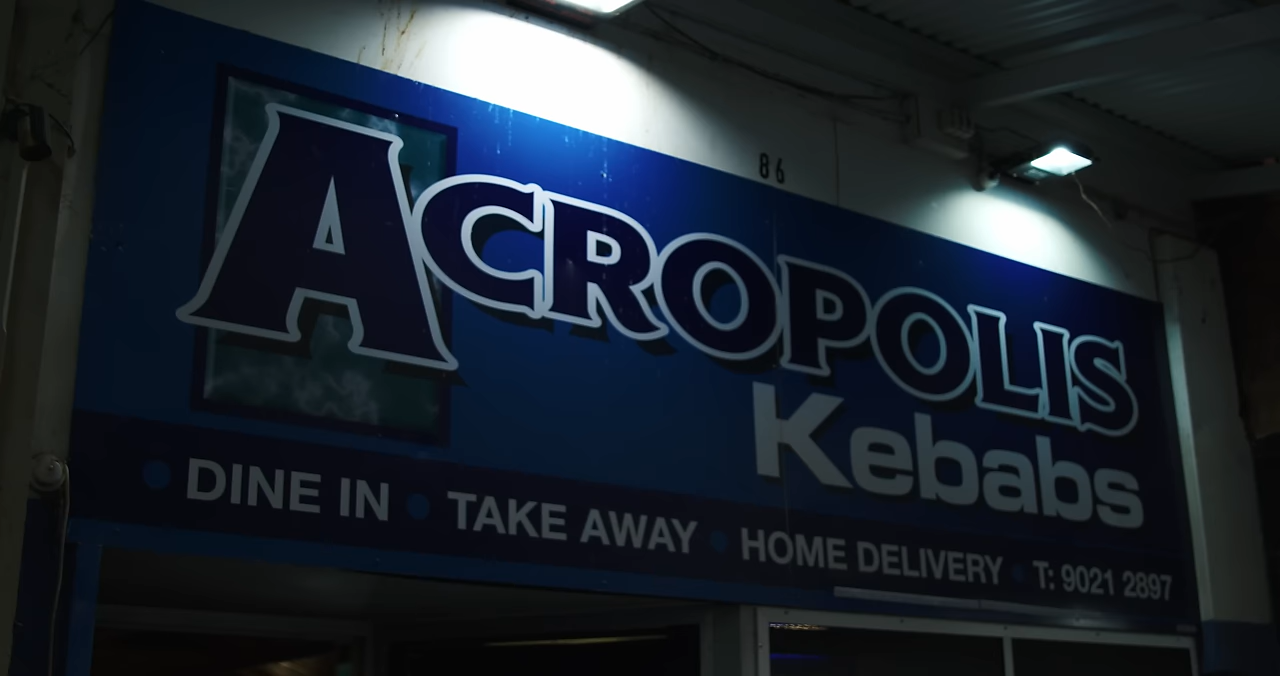 86
ACROPOLIS
Kebabs
DINE IN • TAKE AWAY • HOME DELIVERY • T: 9021 2897